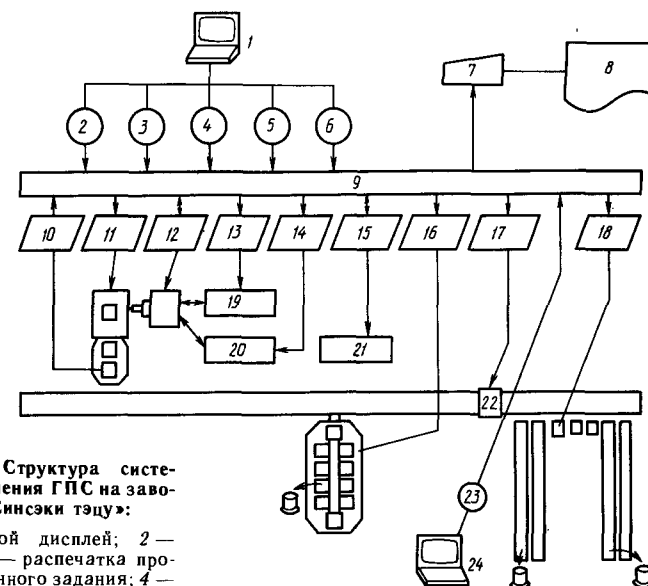 1
2 3 4 5 6
7 8
9
10 11 12 13 14 15 16 17 18
19
20 21
22
23
24
Структура систе-
ления ГПС на заво-
инсэки тэцу»:
ой дисплей; 2 —
— распечатка про-
нного задания; 4 —